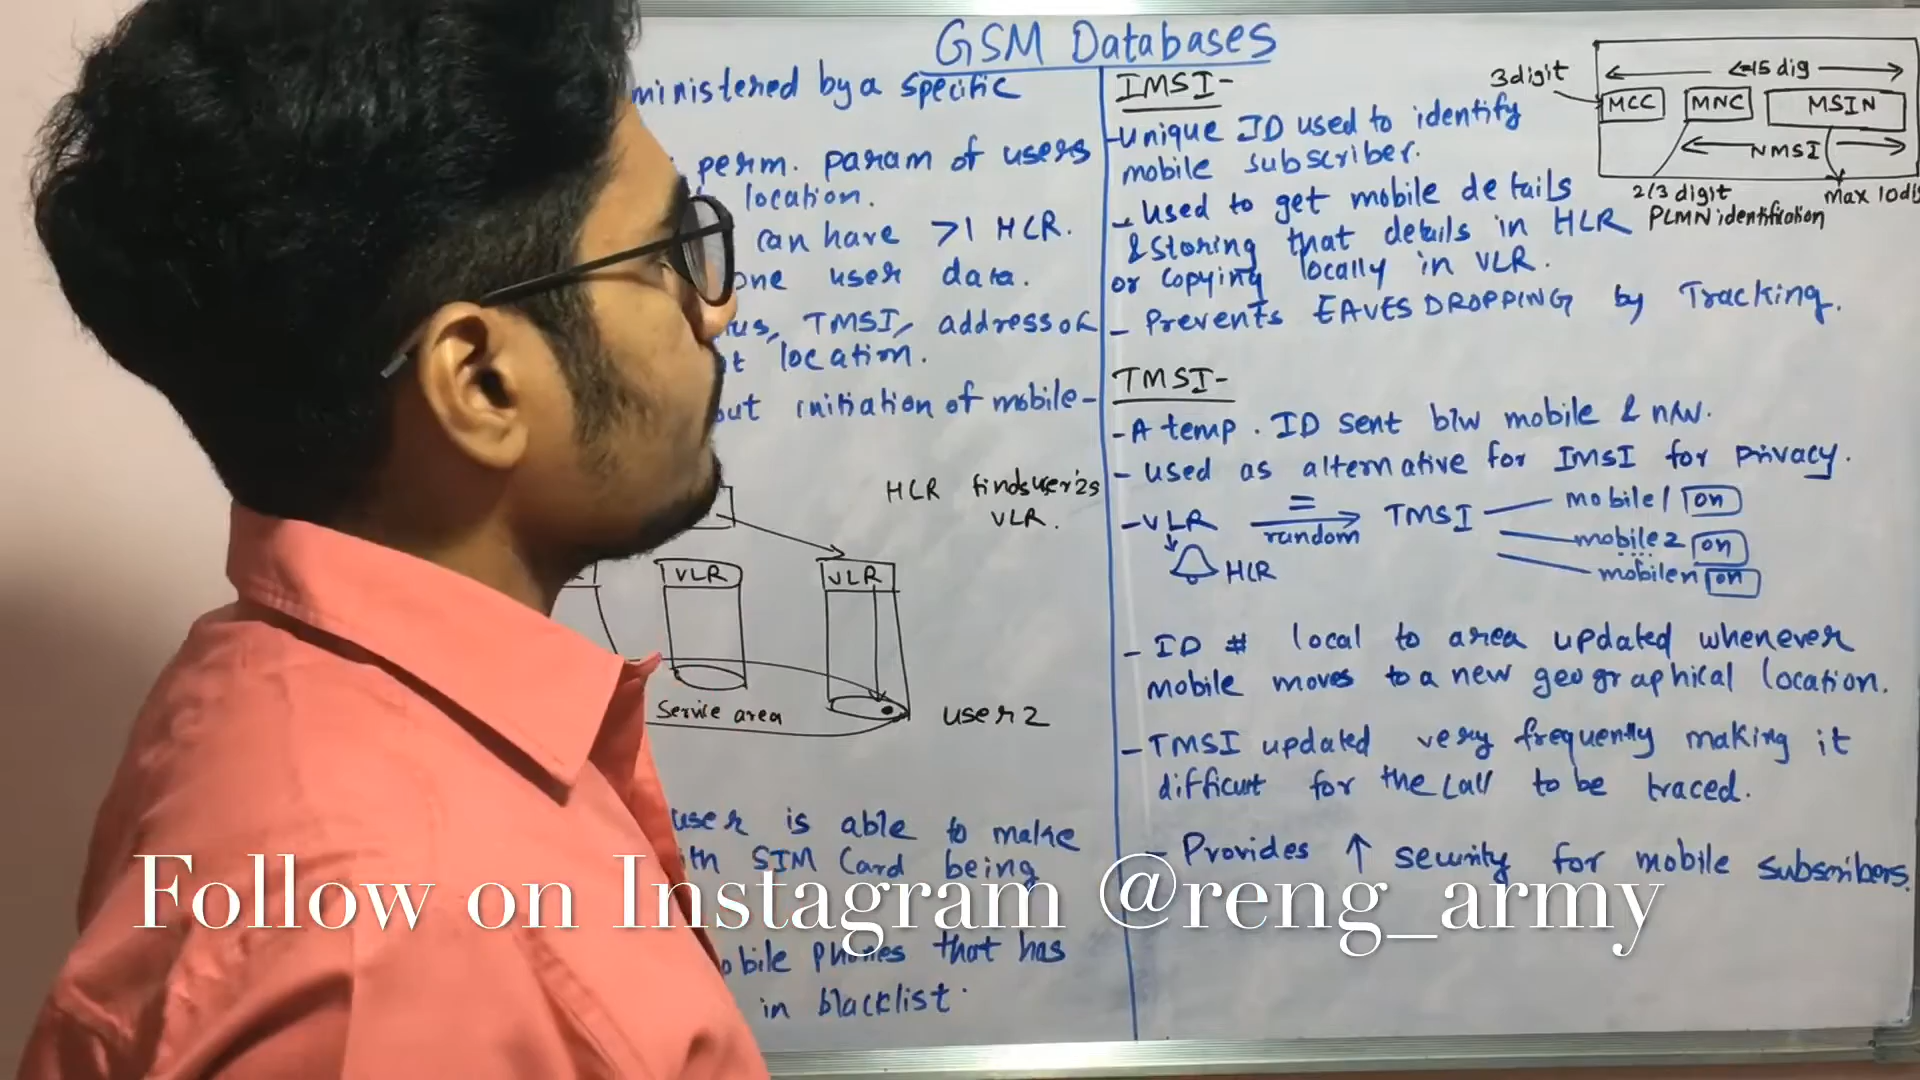 GSM Databases
ministered by a specific
perm. param of users
location.
can have >1 HCR.
one user data.
us, TMSI, address of
location.
out initiation of mobile-
HLR finds user 2's
VLR.
VLR
VLR
Service area
user 2
user is able to make
ith SIM Card being
obile phones that has
in blacklist.
IMSI-
-Unique ID used to identify
mobile subscriber.
- Used to get mobile details
& storing that details in HLR
or copying locally in VLR.
- Prevents EAVESDROPPING by Tracking.
3 digit
≤15 dig
MCC
MNC
MSIN
NMSI
2/3 digit
PLMN identification
Max 10di
TMSI-
-A temp. ID sent b/w mobile & n/w.
- used as alternative for IMSI for privacy.
-VLR = random TMSI mobile 1 on
mobile 2 on
mobile n on
HLR
- ID # local to area updated whenever
mobile moves to a new geographical location.
-TMSI updated very frequently making it
difficult for the call to be traced.
- Provides ↑ security for mobile subscribers.
Follow on Instagram @reng_army